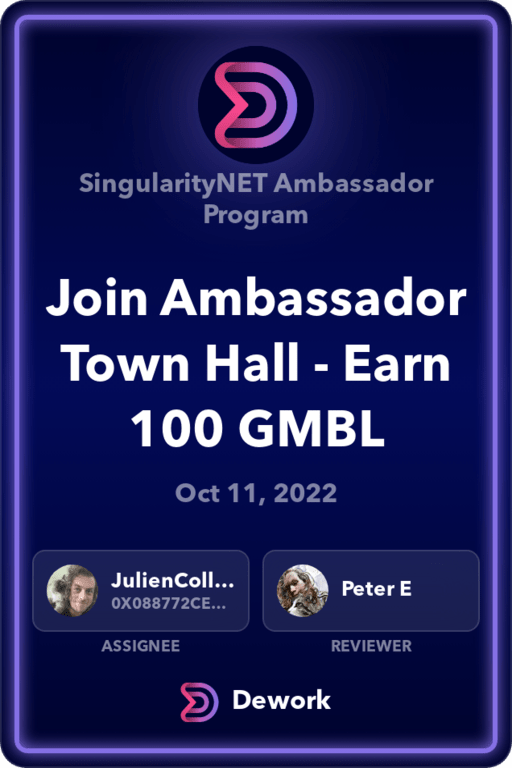 SingularityNET Ambassador
Program
Join Ambassador
Town Hall - Earn
100 GMBL
Oct 11, 2022
JulienColl...
0X088772CE...
Peter E
ASSIGNEE
REVIEWER
Dework